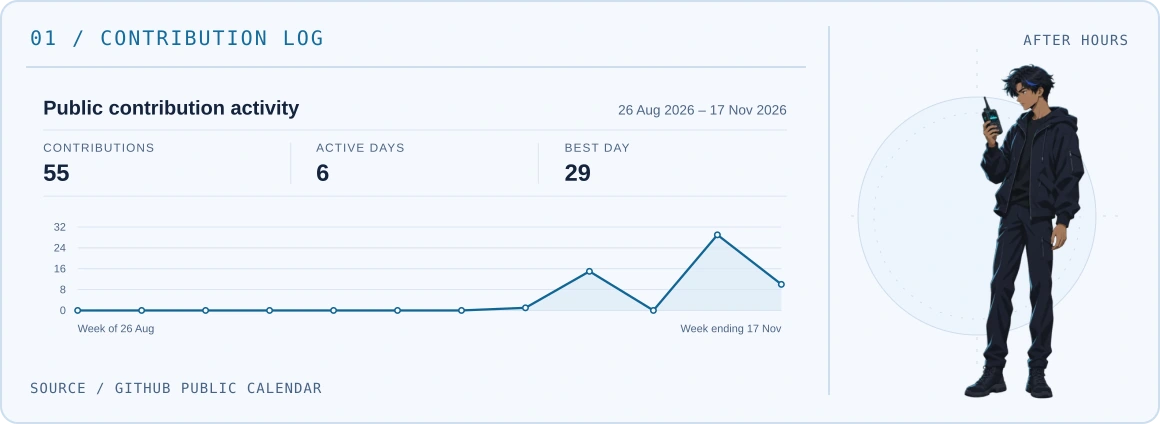 01 / CONTRIBUTION LOG
AFTER HOURS
Public contribution activity
26 Aug 2026 – 17 Nov 2026
CONTRIBUTIONS
55
ACTIVE DAYS
6
BEST DAY
29
32
24
16
8
0
Week of 26 Aug
Week ending 17 Nov
SOURCE / GITHUB PUBLIC CALENDAR